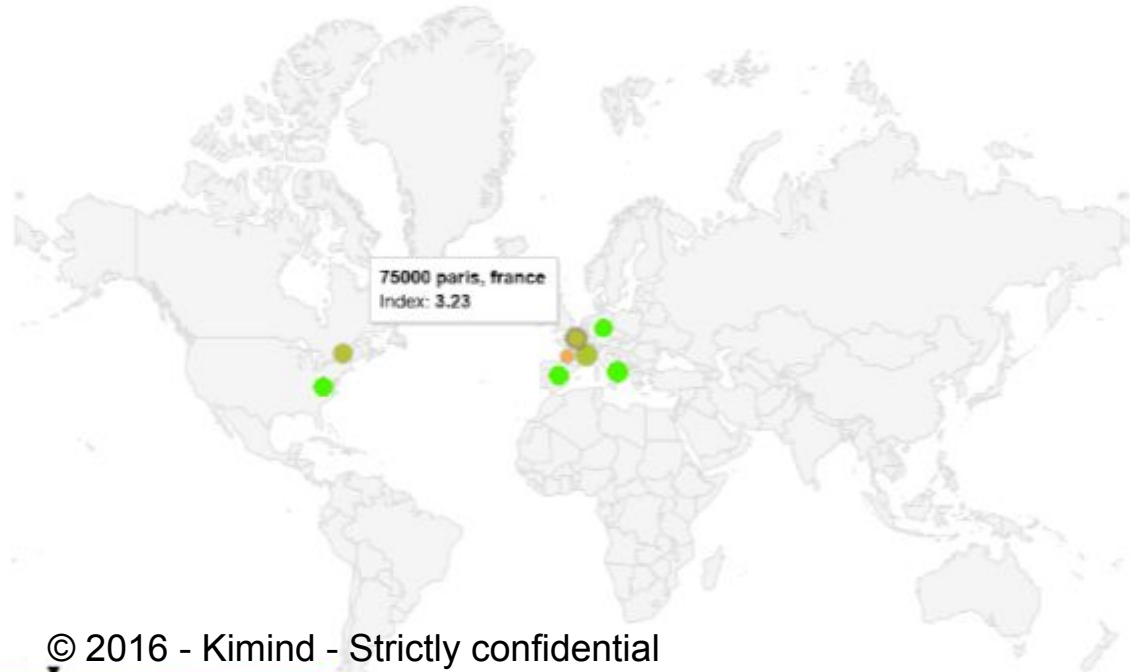 75000 paris, france
Index: 3.23
© 2016 - Kimind - Strictly confidential